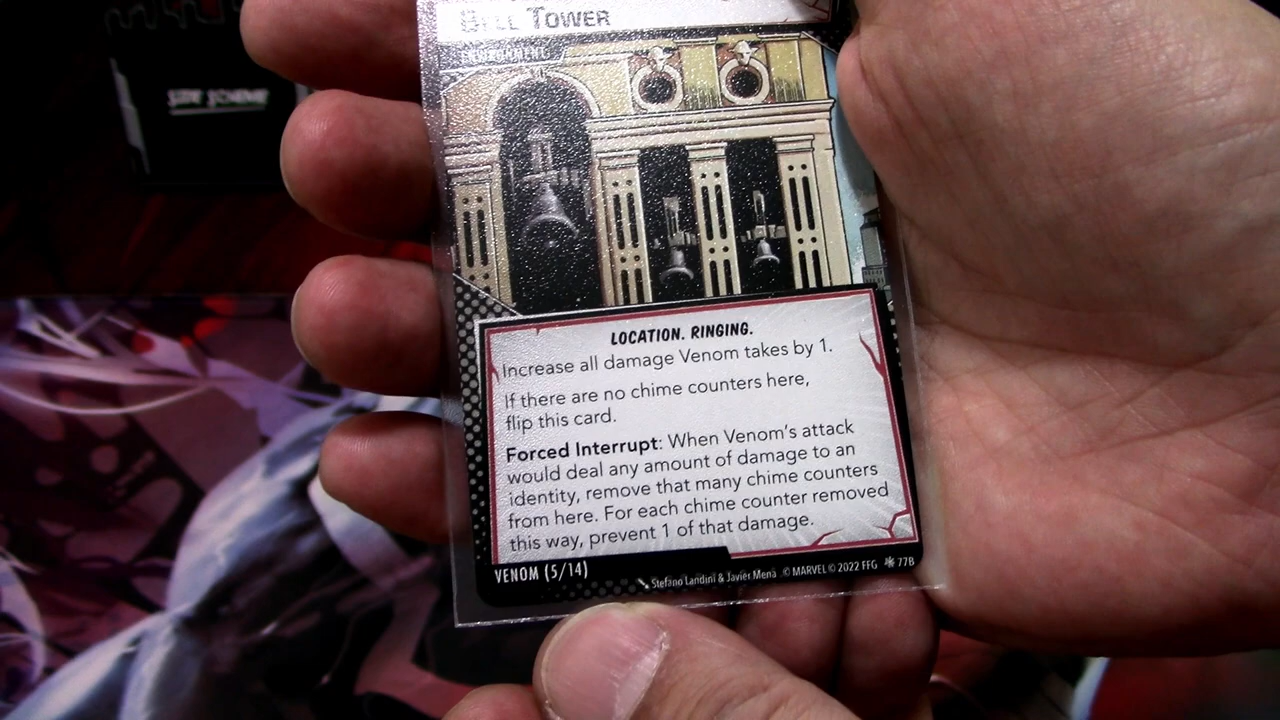 SIDE SCHEME
BELL TOWER
ENVIRONMENT
LOCATION. RINGING.
Increase all damage Venom takes by 1.
If there are no chime counters here,
flip this card.
Forced Interrupt: When Venom's attack
would deal any amount of damage to an
identity, remove that many chime counters
from here. For each chime counter removed
this way, prevent 1 of that damage.
VENOM (5/14)
Stefano Landini & Javier Mena © MARVEL © 2022 FFG 77B